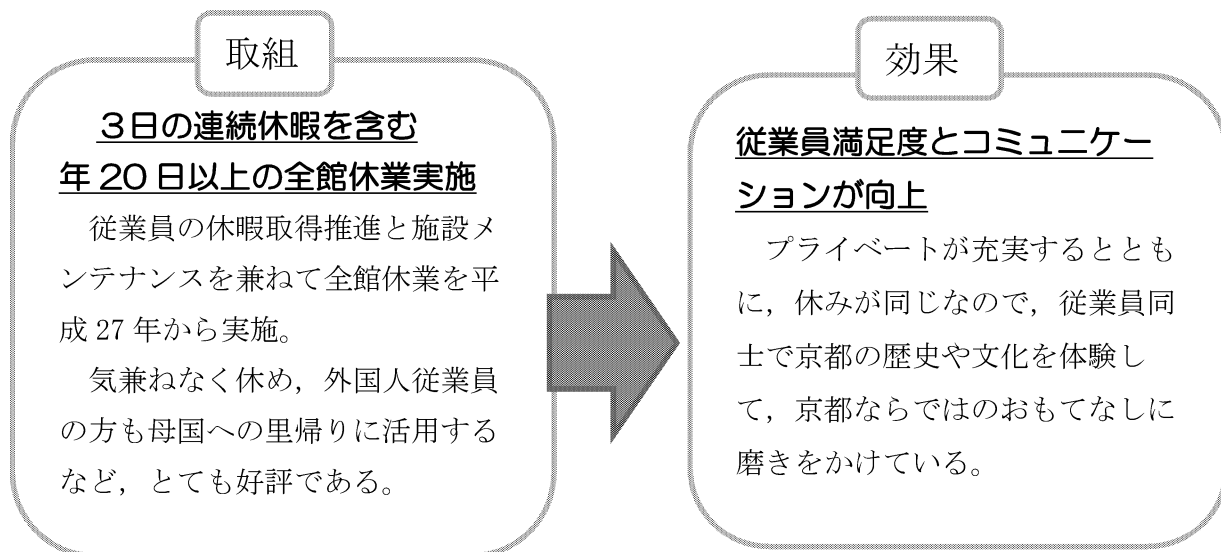 取組
３日の連続休暇を含む
年 20 日以上の全館休業実施
　従業員の休暇取得推進と施設メ
ンテナンスを兼ねて全館休業を平
成 27 年から実施。
　気兼ねなく休め，外国人従業員
の方も母国への里帰りに活用する
など，とても好評である。
効果
従業員満足度とコミュニケー
ションが向上
　プライベートが充実するととも
に，休みが同じなので，従業員同
士で京都の歴史や文化を体験し
て，京都ならではのおもてなしに
磨きをかけている。